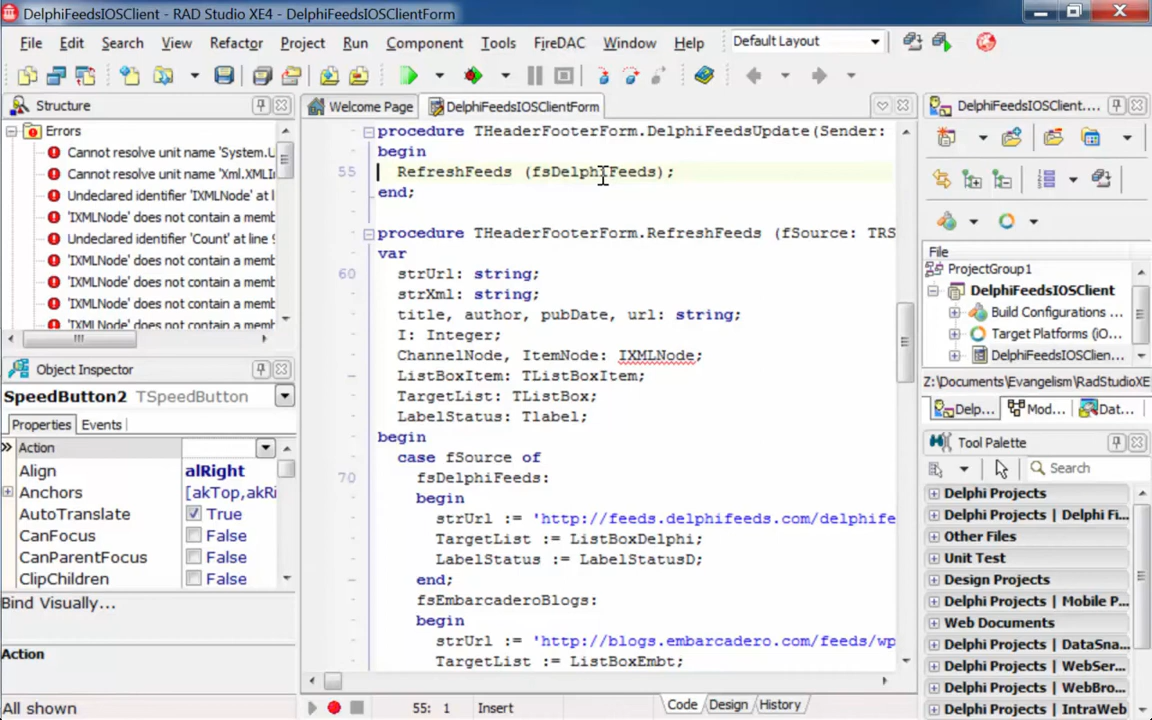 DelphiFeedsIOSClient - RAD Studio XE4 - DelphiFeedsIOSClientForm
File Edit Search View Refactor Project Run Component Tools FireDAC Window Help Default Layout
Structure
Welcome Page DelphiFeedsIOSClientForm
DelphiFeedsIOSClient....
Errors
Cannot resolve unit name 'System.U
Cannot resolve unit name 'Xml.XMLI
Undeclared identifier 'IXMLNode' at l
'IXMLNode' does not contain a memb
Undeclared identifier 'Count' at line 9
'IXMLNode' does not contain a memb
'IXMLNode' does not contain a memb
'IXMLNode' does not contain a memb
'IXMLNode' does not contain a memb
Object Inspector
SpeedButton2 TSpeedButton
Properties Events
Action
Align alRight
Anchors [akTop,akRi
AutoTranslate True
CanFocus False
CanParentFocus False
ClipChildren False
Bind Visually...
Action
All shown
procedure THeaderFooterForm.DelphiFeedsUpdate(Sender:
begin
55 RefreshFeeds (fsDelphiFeeds);
end;
procedure THeaderFooterForm.RefreshFeeds (fSource: TRS
var
60 strUrl: string;
strXml: string;
title, author, pubDate, url: string;
I: Integer;
ChannelNode, ItemNode: IXMLNode;
ListBoxItem: TListBoxItem;
TargetList: TListBox;
LabelStatus: Tlabel;
begin
case fSource of
70 fsDelphiFeeds:
begin
strUrl := 'http://feeds.delphifeeds.com/delphife
TargetList := ListBoxDelphi;
LabelStatus := LabelStatusD;
end;
fsEmbarcaderoBlogs:
begin
strUrl := 'http://blogs.embarcadero.com/feeds/wp
TargetList := ListBoxEmbt;
55: 1 Insert Code Design History
File
ProjectGroup1
DelphiFeedsIOSClient
Build Configurations ...
Target Platforms (iO...
DelphiFeedsIOSClien...
Z:\Documents\Evangelism\RadStudioXE
Delp... Mod... Dat...
Tool Palette
Search
Delphi Projects
Delphi Projects | Delphi Fi...
Other Files
Unit Test
Design Projects
Delphi Projects | Mobile P...
Web Documents
Delphi Projects | DataSna...
Delphi Projects | WebSer...
Delphi Projects | WebBro...
Delphi Projects | IntraWeb